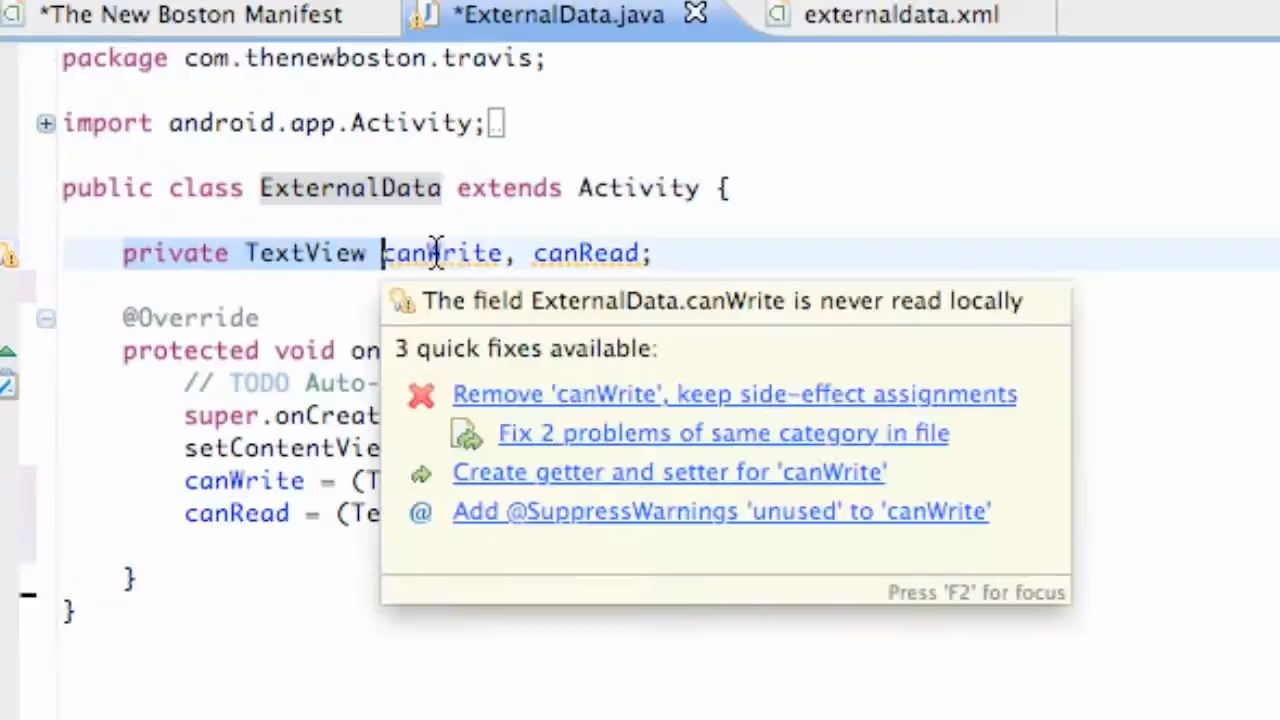 *The New Boston Manifest
*ExternalData.java
externaldata.xml
package com.thenewboston.travis;
import android.app.Activity;
public class ExternalData extends Activity {
private TextView canWrite, canRead;
The field ExternalData.canWrite is never read locally
3 quick fixes available:
Remove 'canWrite', keep side-effect assignments
Fix 2 problems of same category in file
Create getter and setter for 'canWrite'
Add @SuppressWarnings 'unused' to 'canWrite'
Press 'F2' for focus
@Override
protected void on
// TODO Auto-
super.onCreat
setContentVie
canWrite = (T
canRead = (Te
}
}